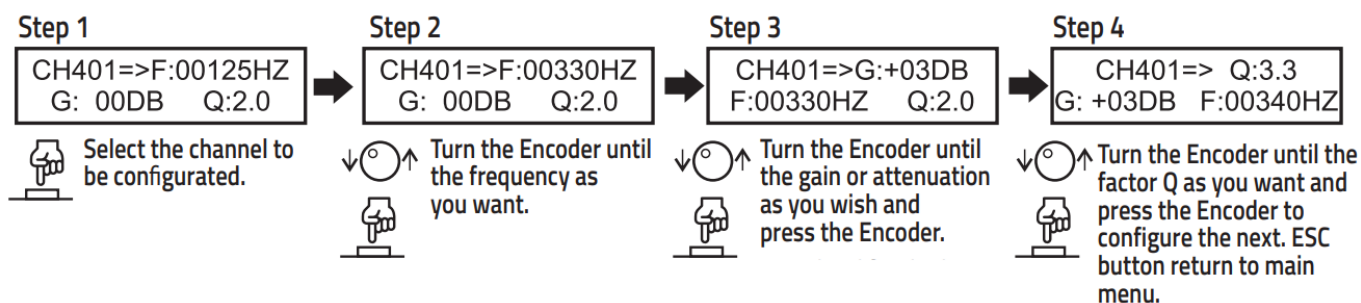 Step 1
CH401=>F:00125HZ
G: 00DB Q:2.0
Select the channel to
be configurated.
Step 2
CH401=>F:00330HZ
G: 00DB Q:2.0
Turn the Encoder until
the frequency as
you want.
Step 3
CH401=>G:+03DB
F:00330HZ Q:2.0
Turn the Encoder until
the gain or attenuation
as you wish and
press the Encoder.
Step 4
CH401=> Q:3.3
G: +03DB F:00340HZ
Turn the Encoder until the
factor Q as you want and
press the Encoder to
configure the next. ESC
button return to main
menu.